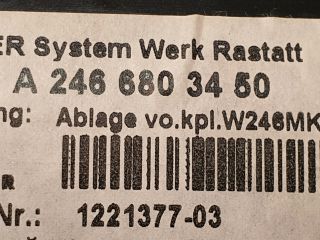 ER System Werk Rastatt
A 246 680 34 50
ng: Ablage vo.kpl.W246MK
R
Nr.: 1221377-03